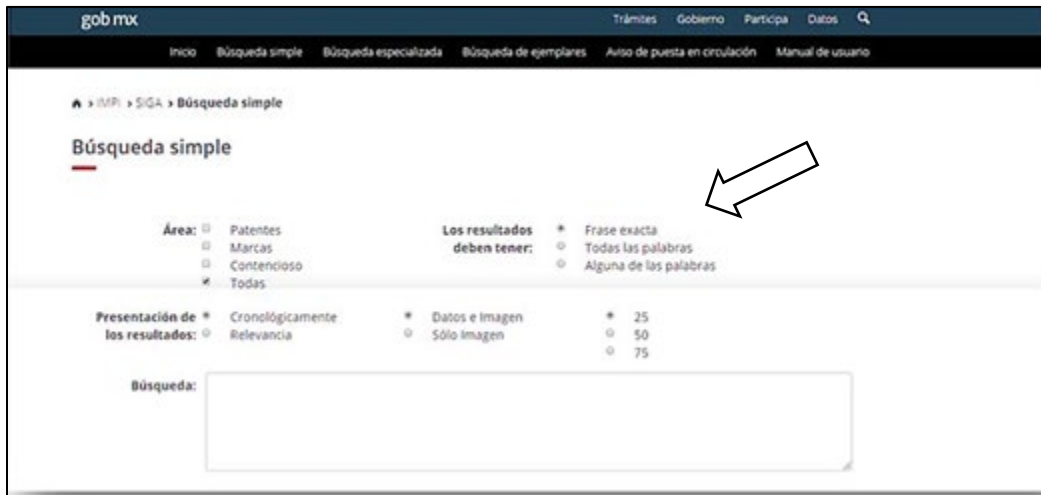 gob mx Trámites Gobierno Participa Datos
Inicio Búsqueda simple Búsqueda especializada Búsqueda de ejemplares Aviso de puesta en circulación Manual de usuario
> IMPI > SIGA > Búsqueda simple
Búsqueda simple
Área: Patentes Los resultados Frase exacta
Marcas deben tener: Todas las palabras
Contencioso Alguna de las palabras
Todas
Presentación de Cronológicamente Datos e Imagen 25
los resultados: Relevancia Sólo Imagen 50
75
Búsqueda: